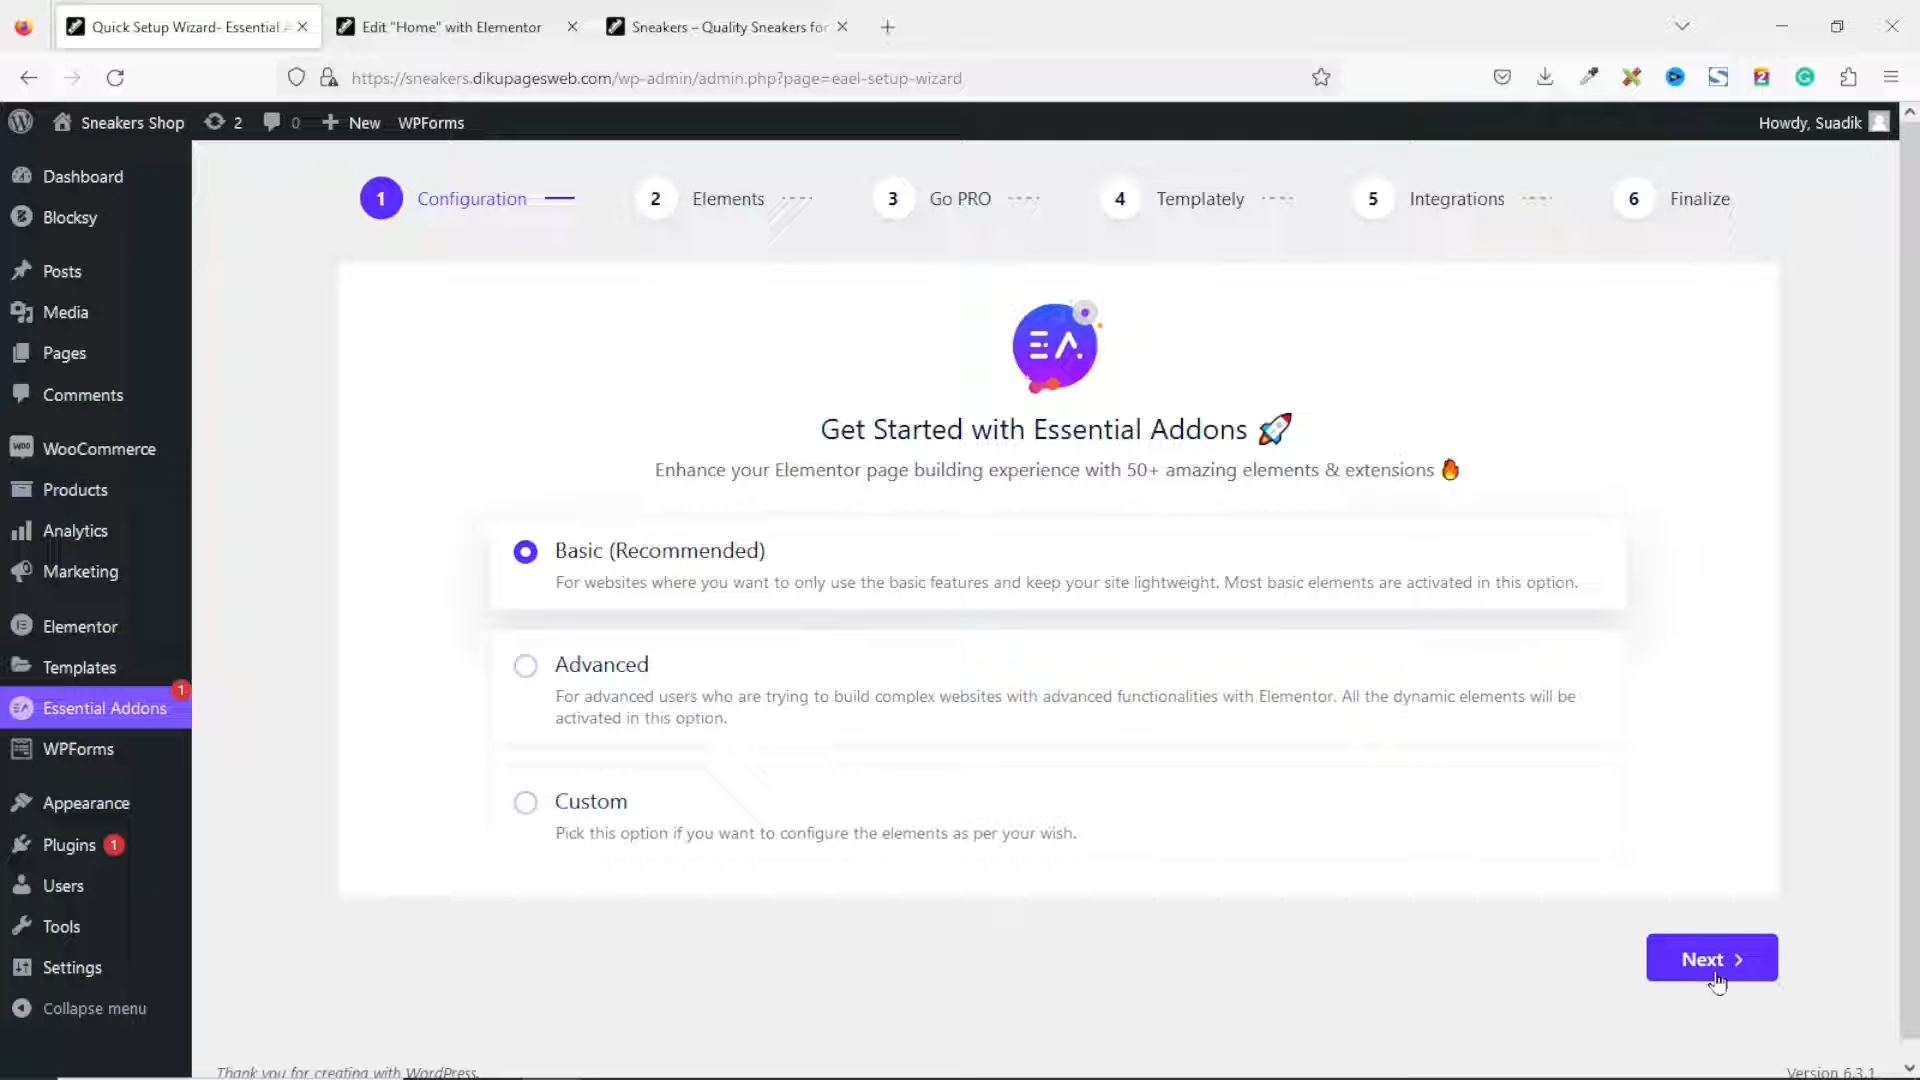 Quick Setup Wizard- Essential A
Edit "Home" with Elementor
Sneakers – Quality Sneakers for
https://sneakers.dikupagesweb.com/wp-admin/admin.php?page=eael-setup-wizard
Sneakers Shop
2
0
New
WPForms
Howdy, Suadik
Dashboard
Blocksy
Posts
Media
Pages
Comments
WooCommerce
Products
Analytics
Marketing
Elementor
Templates
Essential Addons
1
WPForms
Appearance
Plugins 1
Users
Tools
Settings
Collapse menu
1 Configuration
2 Elements
3 Go PRO
4 Templately
5 Integrations
6 Finalize
Get Started with Essential Addons 🚀
Enhance your Elementor page building experience with 50+ amazing elements & extensions 🔥
Basic (Recommended)
For websites where you want to only use the basic features and keep your site lightweight. Most basic elements are activated in this option.
Advanced
For advanced users who are trying to build complex websites with advanced functionalities with Elementor. All the dynamic elements will be
activated in this option.
Custom
Pick this option if you want to configure the elements as per your wish.
Next
Thank you for creating with WordPress.
Version 6.3.1